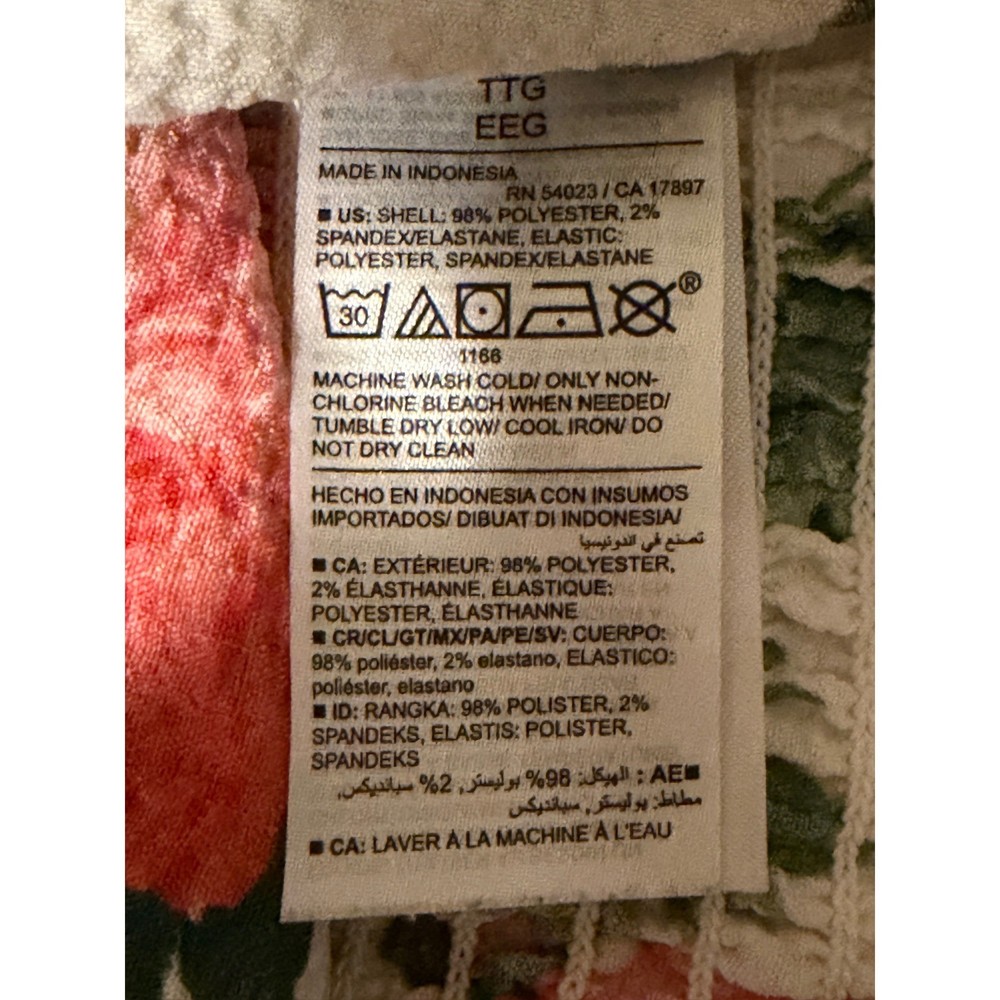 TTG
EEG
MADE IN INDONESIA
RN 54023 / CA 17897
■ US: SHELL: 98% POLYESTER, 2%
SPANDEX/ELASTANE, ELASTIC:
POLYESTER, SPANDEX/ELASTANE
30
®
1166
MACHINE WASH COLD/ ONLY NON-
CHLORINE BLEACH WHEN NEEDED/
TUMBLE DRY LOW/ COOL IRON/ DO
NOT DRY CLEAN
HECHO EN INDONESIA CON INSUMOS
IMPORTADOS/ DIBUAT DI INDONESIA/
تصنع في اندونيسيا
■ CA: EXTÉRIEUR: 98% POLYESTER,
2% ÉLASTHANNE, ÉLASTIQUE:
POLYESTER, ÉLASTHANNE
■ CR/CL/GT/MX/PA/PE/SV: CUERPO:
98% poliéster, 2% elastano, ELASTICO:
poliéster, elastano
■ ID: RANGKA: 98% POLISTER, 2%
SPANDEKS, ELASTIS: POLISTER,
SPANDEKS
■AE : الهيكل: 98% بوليستر, 2% سبانديكس,
مطاط: بوليستر, سبانديكس
■ CA: LAVER À LA MACHINE À L'EAU